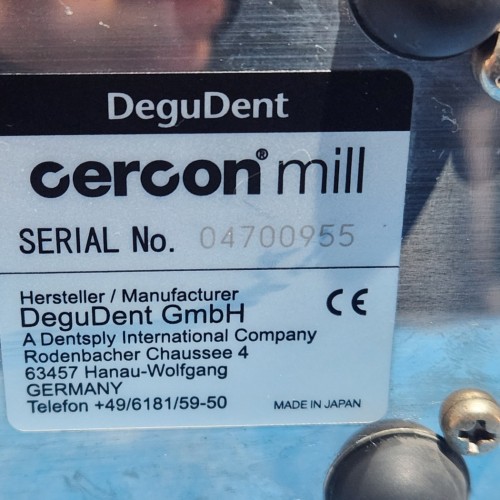 DeguDent
cercon® mill
SERIAL No. 04700955
Hersteller / Manufacturer
DeguDent GmbH
CE
A Dentsply International Company
Rodenbacher Chaussee 4
63457 Hanau-Wolfgang
GERMANY
Telefon +49/6181/59-50
MADE IN JAPAN